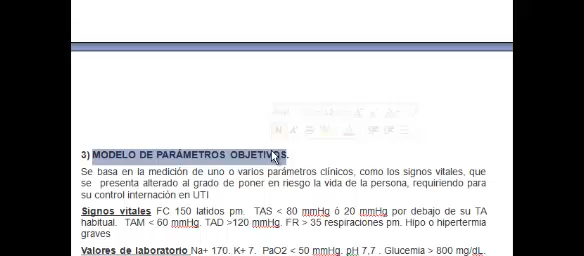 3) MODELO DE PARÁMETROS OBJETIVOS.
Se basa en la medición de uno o varios parámetros clínicos, como los signos vitales, que
se presenta alterado al grado de poner en riesgo la vida de la persona, requiriendo para
su control internación en UTI
Signos vitales FC 150 latidos pm. TAS < 80 mmHg ó 20 mmHg por debajo de su TA
habitual. TAM < 60 mmHg. TAD >120 mmHg. FR > 35 respiraciones pm. Hipo o hipertermia
graves
Valores de laboratorio Na+ 170. K+ 7. PaO2 < 50 mmHg. pH 7,7 . Glucemia > 800 mg/dL.